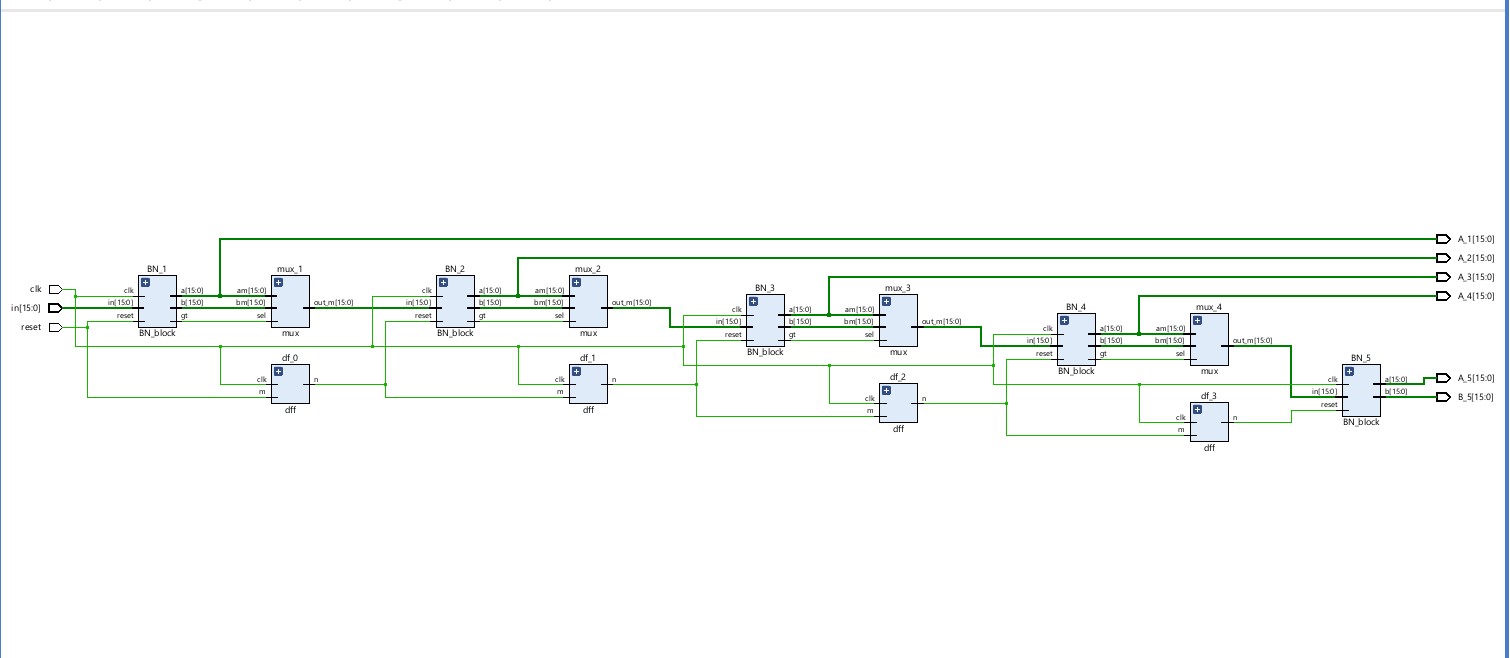 A_1[15:0]
A_2[15:0]
BN_1 mux_1 BN_2 mux_2 A_3[15:0]
clk clk a[15:0] am[15:0] clk a[15:0] am[15:0] BN_3 mux_3 A_4[15:0]
in[15:0] in[15:0] b[15:0] bm[15:0] out_m[15:0] in[15:0] b[15:0] bm[15:0] out_m[15:0] clk a[15:0] am[15:0] BN_4 mux_4
reset reset gt sel reset gt sel in[15:0] b[15:0] bm[15:0] out_m[15:0] clk a[15:0] am[15:0]
BN_block mux BN_block mux reset gt sel in[15:0] b[15:0] bm[15:0] out_m[15:0]
df_0 df_1 BN_block mux reset gt sel BN_5
clk n clk n df_2 BN_block mux clk a[15:0] A_5[15:0]
m m clk n df_3 in[15:0] b[15:0] B_5[15:0]
dff dff m clk n reset
dff m BN_block
dff